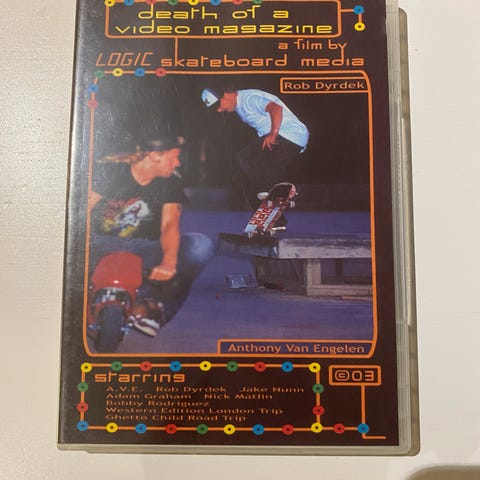 death of a
video magazine
a film by
LOGIC skateboard media
Rob Dyrdek
Anthony Van Engelen
starring
©03
A.V.E. Rob Dyrdek Jake Nunn
Adam Graham Nick Matlin
Bobby Rodriguez
Western Edition London Trip
Ghetto Child Road Trip